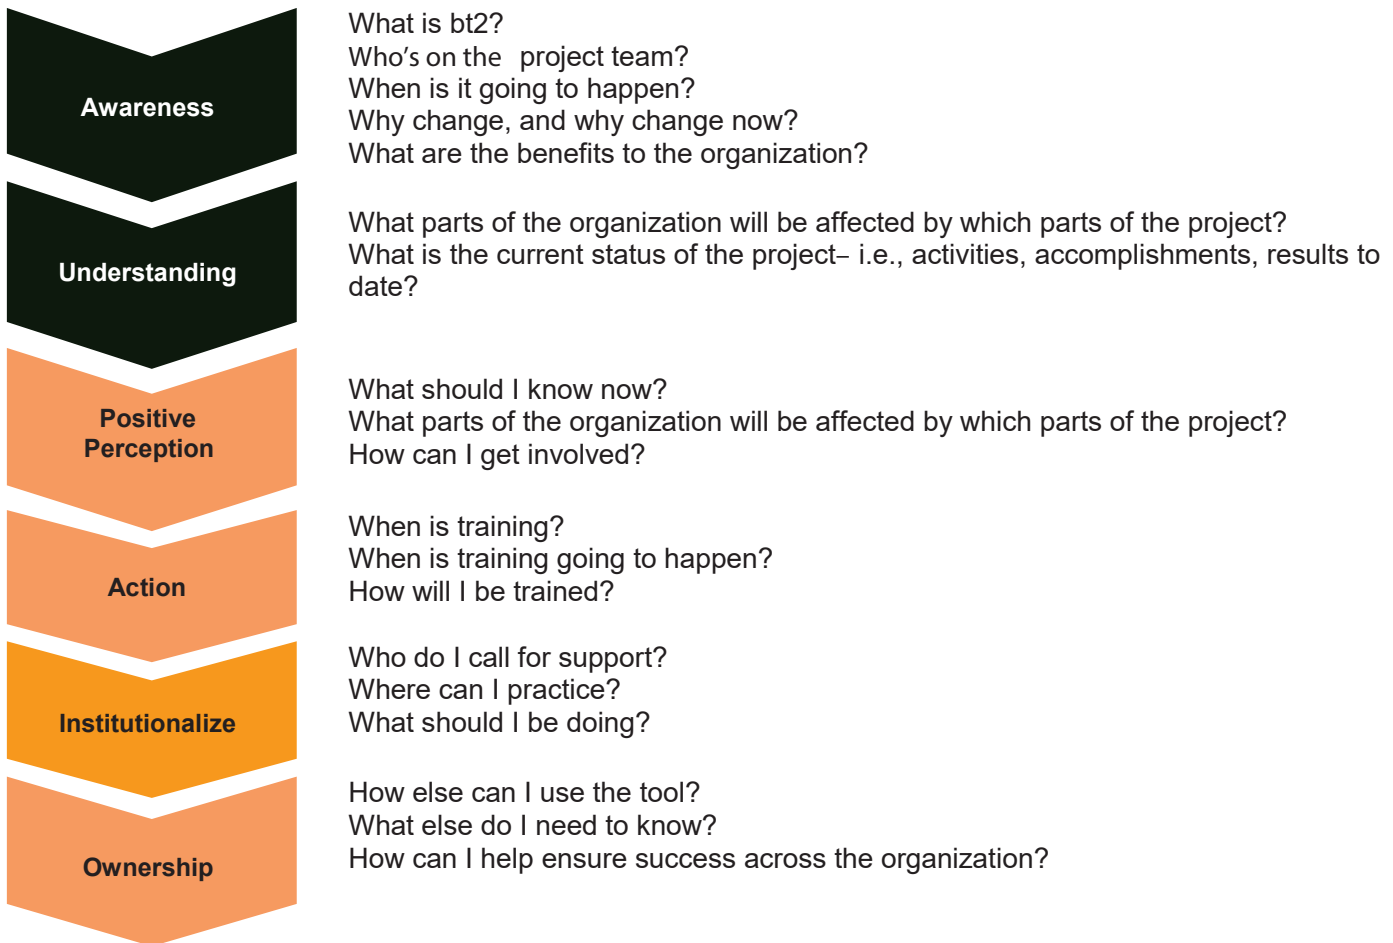 Awareness
What is bt2?
Who's on the project team?
When is it going to happen?
Why change, and why change now?
What are the benefits to the organization?
Understanding
What parts of the organization will be affected by which parts of the project?
What is the current status of the project– i.e., activities, accomplishments, results to
date?
Positive
Perception
What should I know now?
What parts of the organization will be affected by which parts of the project?
How can I get involved?
Action
When is training?
When is training going to happen?
How will I be trained?
Institutionalize
Who do I call for support?
Where can I practice?
What should I be doing?
Ownership
How else can I use the tool?
What else do I need to know?
How can I help ensure success across the organization?